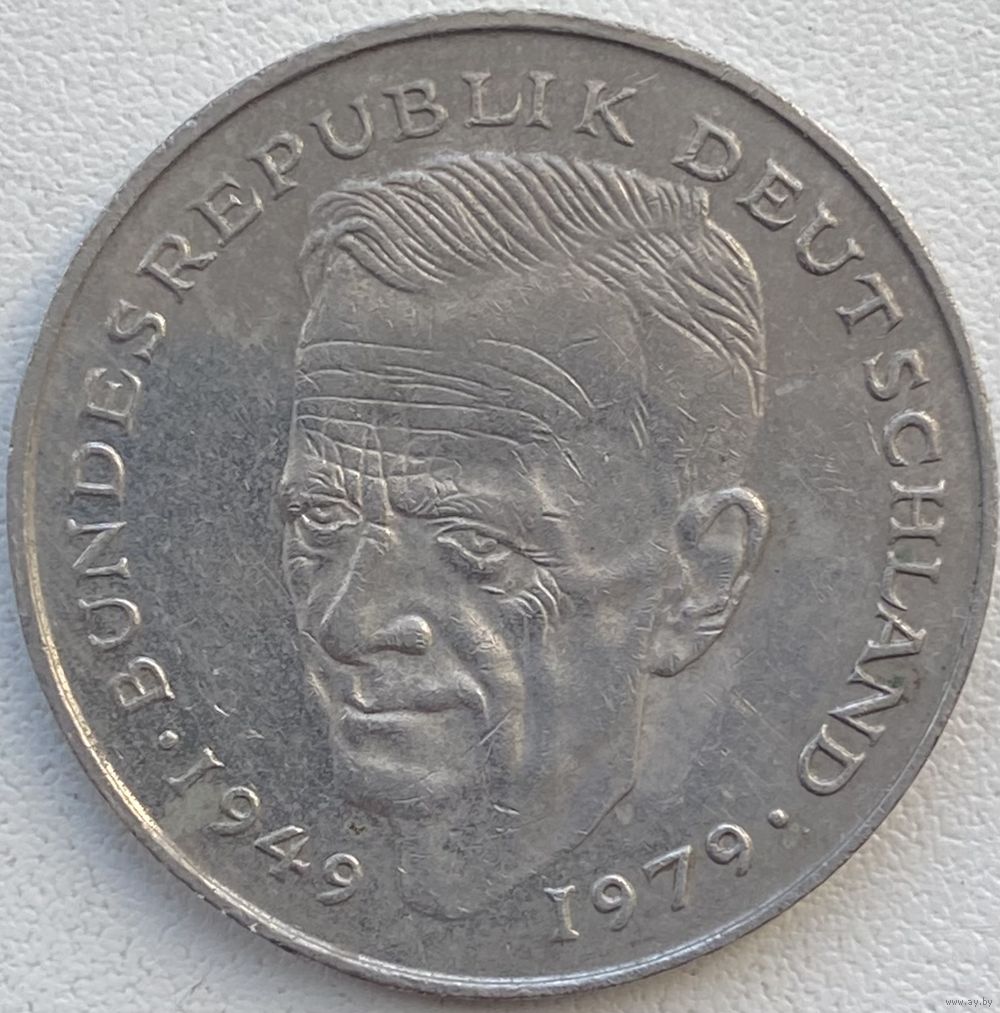 BUNDESREPUBLIK DEUTSCHLAND
· 1949 1979 ·
www.ay.by